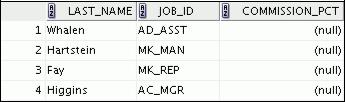 LAST_NAME JOB_ID COMMISSION_PCT
1 Whalen AD_ASST (null)
2 Hartstein MK_MAN (null)
3 Fay MK_REP (null)
4 Higgins AC_MGR (null)